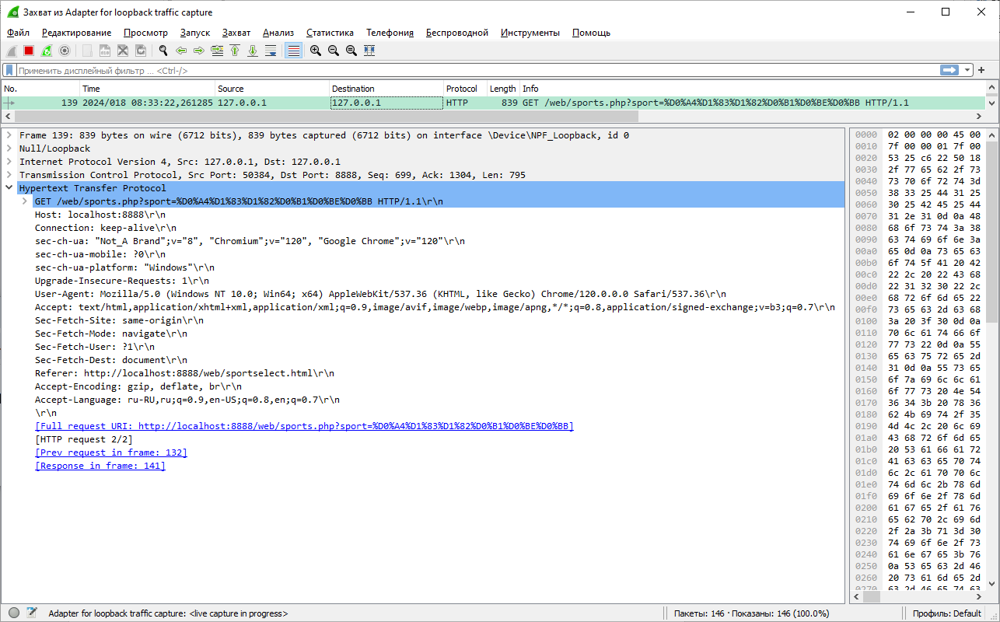 Захват из Adapter for loopback traffic capture
Файл Редактирование Просмотр Запуск Захват Анализ Статистика Телефония Беспроводной Инструменты Помощь
Применить дисплейный фильтр ... <Ctrl-/>
No. Time Source Destination Protocol Length Info
139 2024/018 08:33:22,261285 127.0.0.1 127.0.0.1 HTTP 839 GET /web/sports.php?sport=%D0%A4%D1%83%D1%82%D0%B1%D0%BE%D0%BB HTTP/1.1
Frame 139: 839 bytes on wire (6712 bits), 839 bytes captured (6712 bits) on interface \Device\NPF_Loopback, id 0
Null/Loopback
Internet Protocol Version 4, Src: 127.0.0.1, Dst: 127.0.0.1
Transmission Control Protocol, Src Port: 50384, Dst Port: 8888, Seq: 699, Ack: 1304, Len: 795
Hypertext Transfer Protocol
GET /web/sports.php?sport=%D0%A4%D1%83%D1%82%D0%B1%D0%BE%D0%BB HTTP/1.1\r\n
Host: localhost:8888\r\n
Connection: keep-alive\r\n
sec-ch-ua: "Not_A Brand";v="8", "Chromium";v="120", "Google Chrome";v="120"\r\n
sec-ch-ua-mobile: ?0\r\n
sec-ch-ua-platform: "Windows"\r\n
Upgrade-Insecure-Requests: 1\r\n
User-Agent: Mozilla/5.0 (Windows NT 10.0; Win64; x64) AppleWebKit/537.36 (KHTML, like Gecko) Chrome/120.0.0.0 Safari/537.36\r\n
Accept: text/html,application/xhtml+xml,application/xml;q=0.9,image/avif,image/webp,image/apng,*/*;q=0.8,application/signed-exchange;v=b3;q=0.7\r\n
Sec-Fetch-Site: same-origin\r\n
Sec-Fetch-Mode: navigate\r\n
Sec-Fetch-User: ?1\r\n
Sec-Fetch-Dest: document\r\n
Referer: http://localhost:8888/web/sportselect.html\r\n
Accept-Encoding: gzip, deflate, br\r\n
Accept-Language: ru-RU,ru;q=0.9,en-US;q=0.8,en;q=0.7\r\n
\r\n
[Full request URI: http://localhost:8888/web/sports.php?sport=%D0%A4%D1%83%D1%82%D0%B1%D0%BE%D0%BB]
[HTTP request 2/2]
[Prev request in frame: 132]
[Response in frame: 141]
0000 02 00 00 00 45 00
0010 7f 00 00 01 7f 00
0020 53 25 c6 22 50 18
0030 2f 77 65 62 2f 73
0040 73 70 6f 72 74 3d
0050 38 33 25 44 31 25
0060 30 25 42 45 25 44
0070 31 2e 31 0d 0a 48
0080 68 6f 73 74 3a 38
0090 63 74 69 6f 6e 3a
00a0 65 0d 0a 73 65 63
00b0 6f 74 5f 41 20 42
00c0 22 2c 20 22 43 68
00d0 22 31 32 30 22 2c
00e0 68 72 6f 6d 65 22
00f0 73 65 63 2d 63 68
0100 3a 20 3f 30 0d 0a
0110 70 6c 61 74 66 6f
0120 77 73 22 0d 0a 55
0130 65 63 75 72 65 2d
0140 31 0d 0a 55 73 65
0150 6f 7a 69 6c 6c 61
0160 6f 77 73 20 4e 54
0170 36 34 3b 20 78 36
0180 62 4b 69 74 2f 35
0190 4d 4c 2c 20 6c 69
01a0 43 68 72 6f 6d 65
01b0 20 53 61 66 61 72
01c0 41 63 63 65 70 74
01d0 6c 2c 61 70 70 6c
01e0 74 6d 6c 2b 78 6d
01f0 69 6f 6e 2f 78 6d
0200 61 67 65 2f 61 76
0210 65 62 70 2c 69 6d
0220 2f 2a 3b 71 3d 30
0230 74 69 6f 6e 2f 73
0240 61 6e 67 65 3b 76
0250 0a 53 65 63 2d 46
0260 20 73 61 6d 65 2d
0270 63 2d 46 65 74 63
Adapter for loopback traffic capture: <live capture in progress>
Пакеты: 146 · Показаны: 146 (100.0%)
Профиль: Default